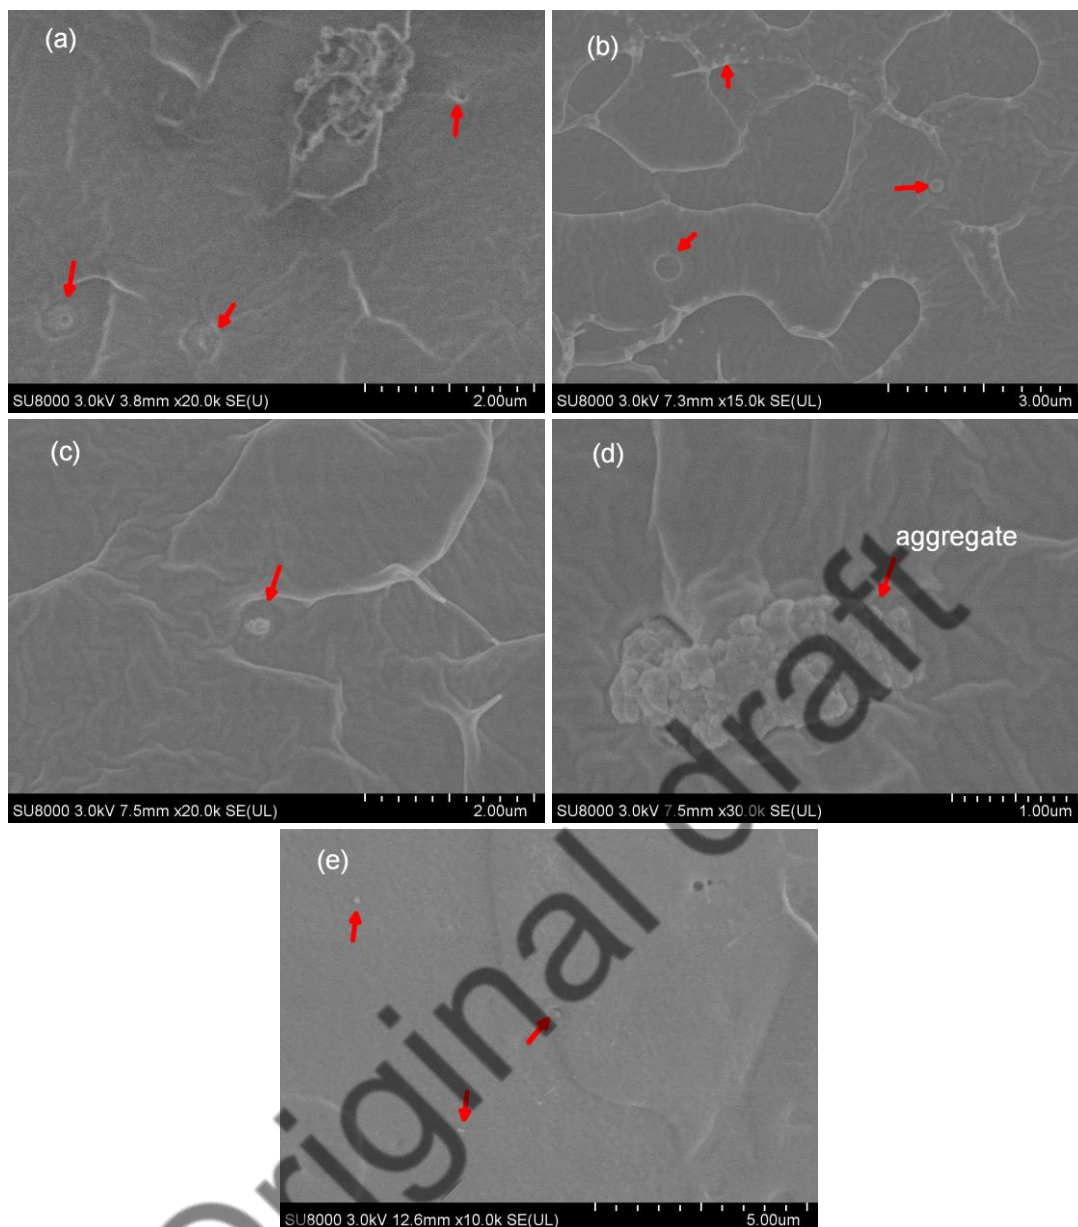 (a)
SU8000 3.0kV 3.8mm x20.0k SE(U)
2.00um
(b)
SU8000 3.0kV 7.3mm x15.0k SE(UL)
3.00um
(c)
SU8000 3.0kV 7.5mm x20.0k SE(UL)
2.00um
(d)
aggregate
SU8000 3.0kV 7.5mm x30.0k SE(UL)
1.00um
(e)
SU8000 3.0kV 12.6mm x10.0k SE(UL)
5.00um
Original draft